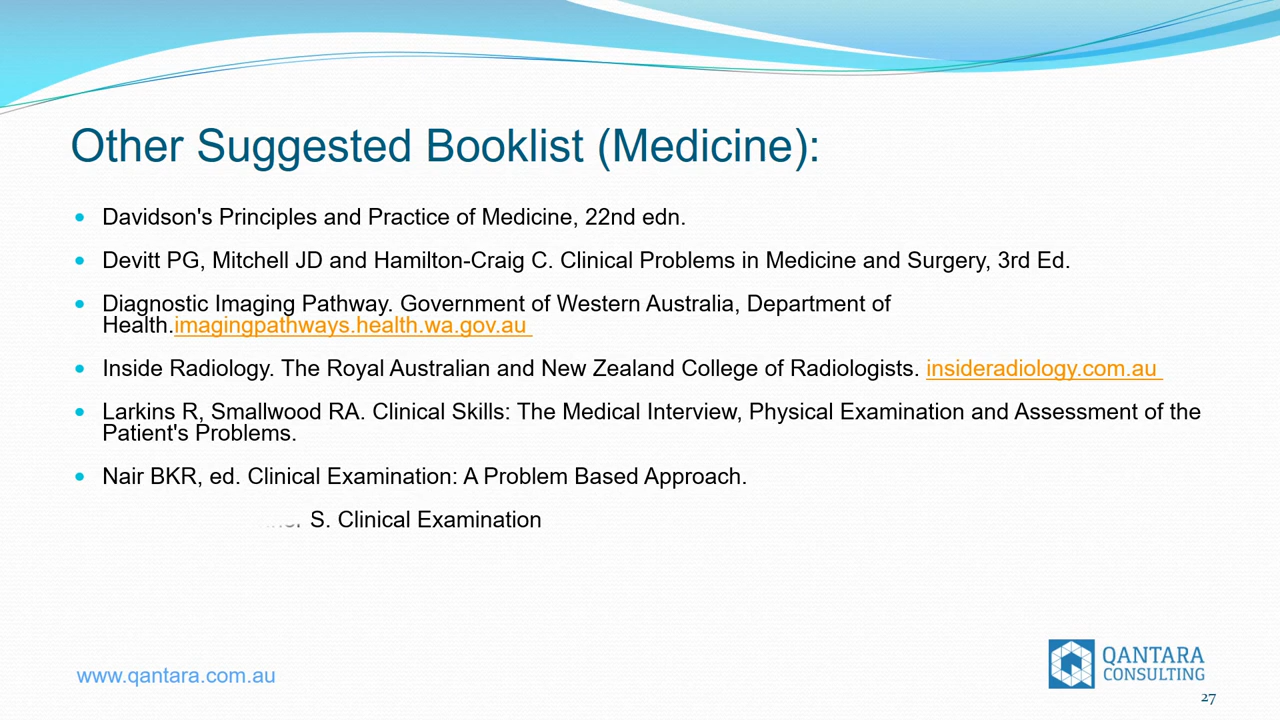 Other Suggested Booklist (Medicine):
Davidson's Principles and Practice of Medicine, 22nd edn.
Devitt PG, Mitchell JD and Hamilton-Craig C. Clinical Problems in Medicine and Surgery, 3rd Ed.
Diagnostic Imaging Pathway. Government of Western Australia, Department of
Health.imagingpathways.health.wa.gov.au
Inside Radiology. The Royal Australian and New Zealand College of Radiologists. insideradiology.com.au
Larkins R, Smallwood RA. Clinical Skills: The Medical Interview, Physical Examination and Assessment of the
Patient's Problems.
Nair BKR, ed. Clinical Examination: A Problem Based Approach.
S. Clinical Examination
www.qantara.com.au
QANTARA
CONSULTING
27